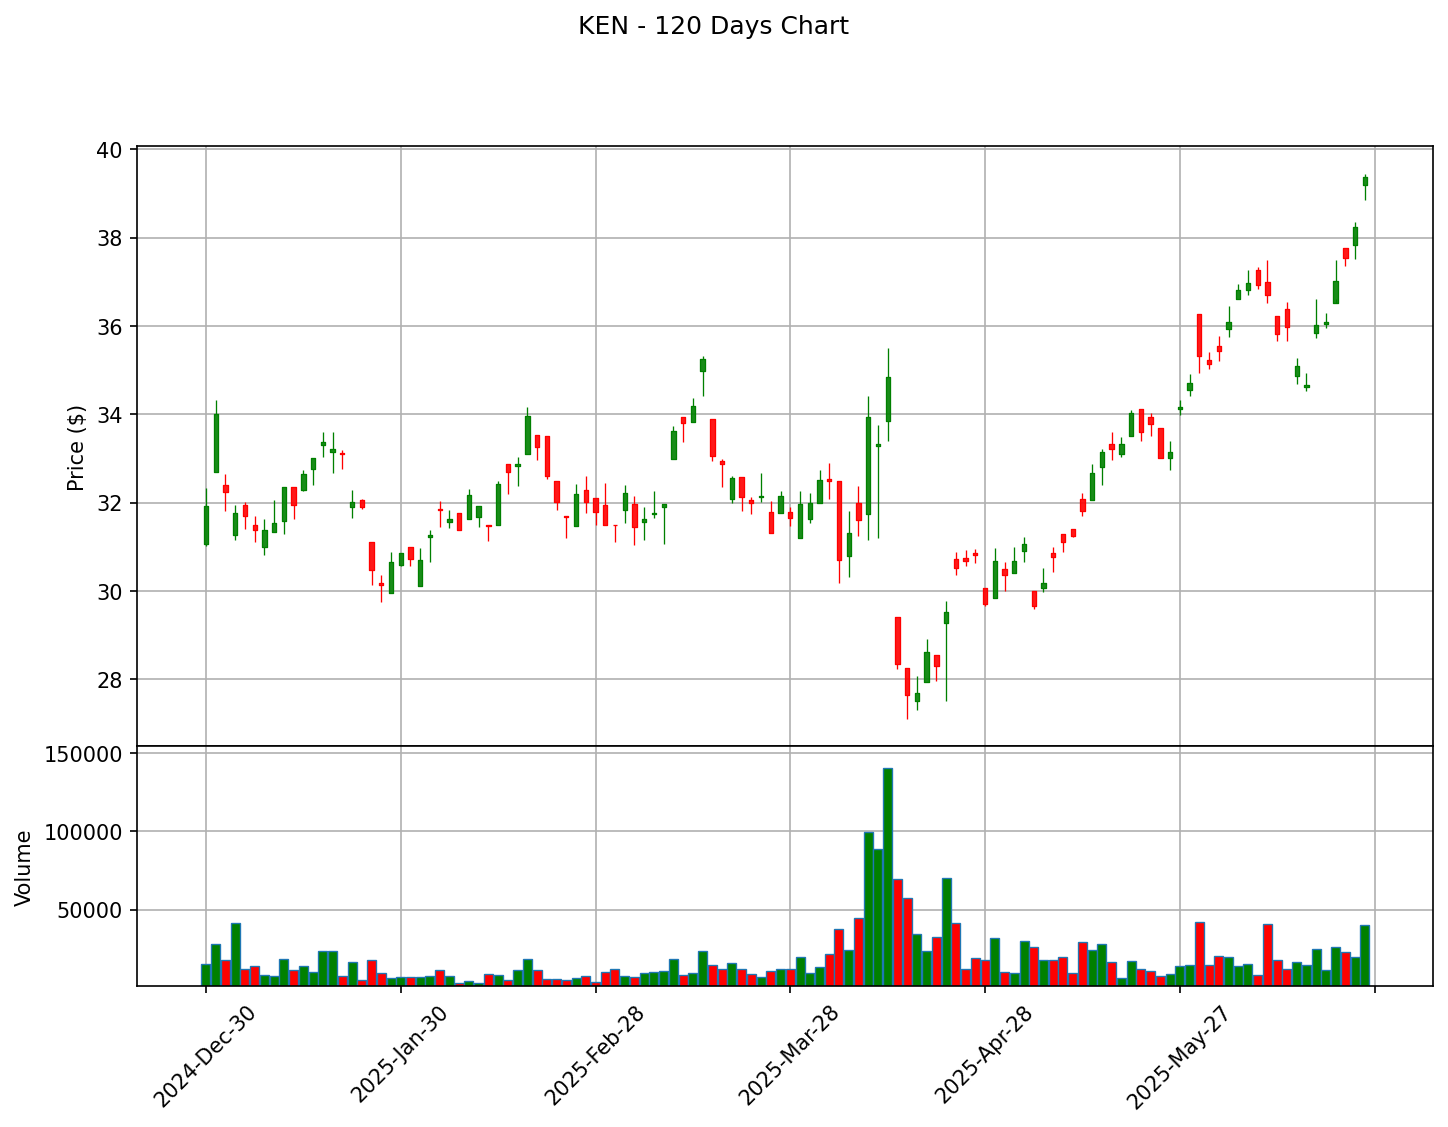 KEN - 120 Days Chart
40
38
36
34
32
30
28
Price ($)
150000
100000
50000
Volume
2024-Dec-30
2025-Jan-30
2025-Feb-28
2025-Mar-28
2025-Apr-28
2025-May-27